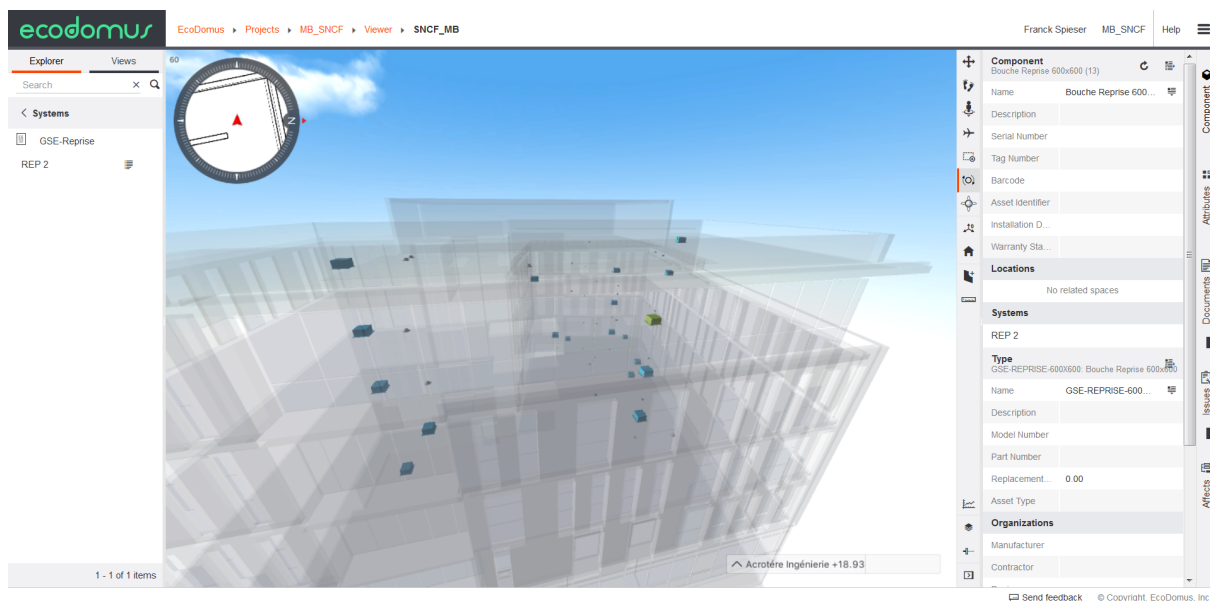 ecodomus
EcoDomus ▸ Projects ▸ MB_SNCF ▸ Viewer ▸ SNCF_MB
Franck Spieser MB_SNCF Help
Explorer Views
Search
Systems
GSE-Reprise
REP 2
1 - 1 of 1 items
60
N
Acrotére Ingénierie +18.93
Component
Bouche Reprise 600x600 (13)
Name Bouche Reprise 600...
Description
Serial Number
Tag Number
Barcode
Asset Identifier
Installation D...
Warranty Sta...
Locations
No related spaces
Systems
REP 2
Type
GSE-REPRISE-600X600: Bouche Reprise 600x600
Name GSE-REPRISE-600...
Description
Model Number
Part Number
Replacement... 0.00
Asset Type
Organizations
Manufacturer
Contractor
Component
Attributes
Documents
Issues
Affects
Send feedback © Copyright. EcoDomus, Inc